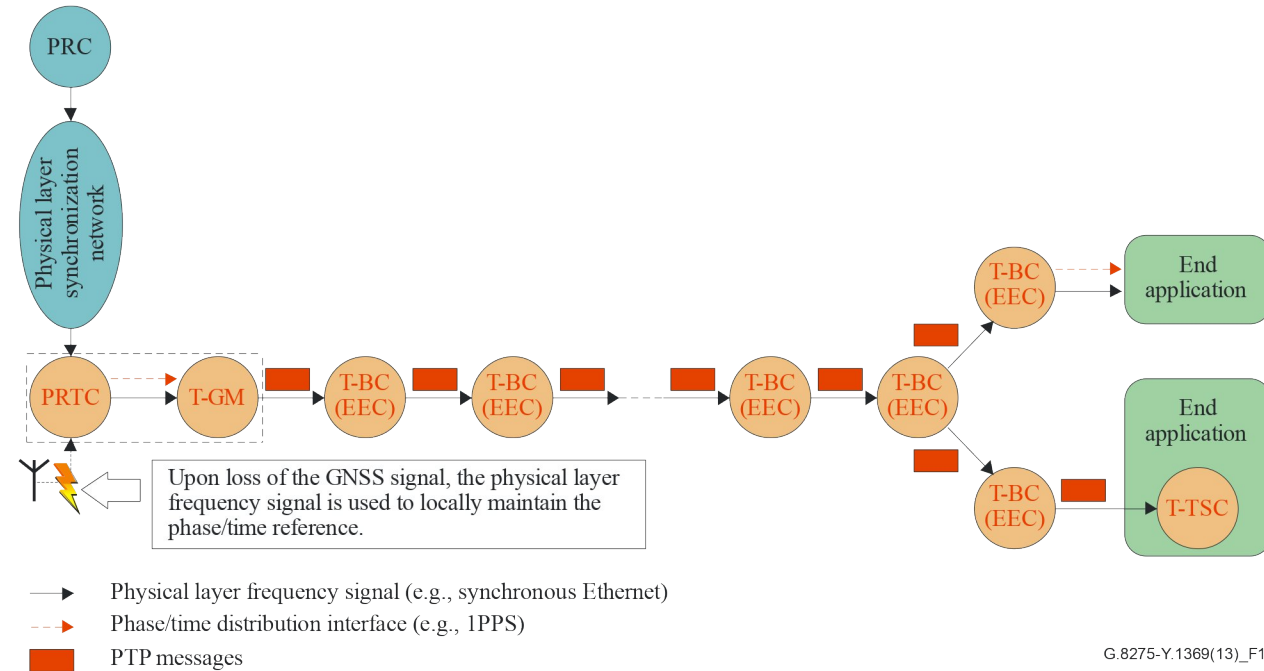 PRC
Physical layer
synchronization
network
PRTC
T-GM
T-BC
(EEC)
T-BC
(EEC)
T-BC
(EEC)
T-BC
(EEC)
T-BC
(EEC)
End
application
T-BC
(EEC)
End
application
T-TSC
Upon loss of the GNSS signal, the physical layer
frequency signal is used to locally maintain the
phase/time reference.
Physical layer frequency signal (e.g., synchronous Ethernet)
Phase/time distribution interface (e.g., 1PPS)
PTP messages
G.8275-Y.1369(13)_F1